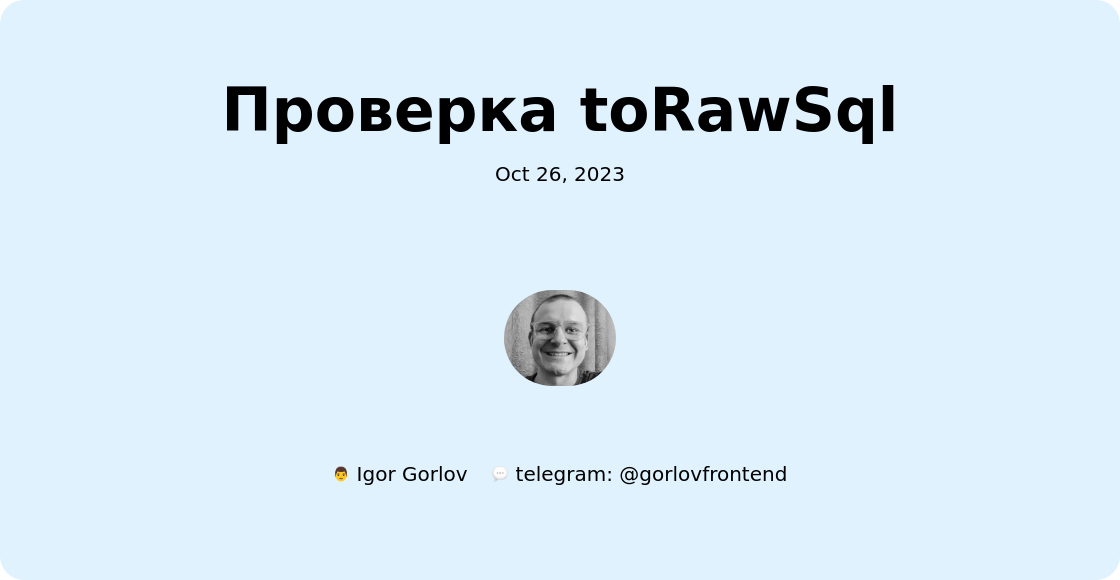 Проверка toRawSql
Oct 26, 2023
👨 Igor Gorlov 💬 telegram: @gorlovfrontend